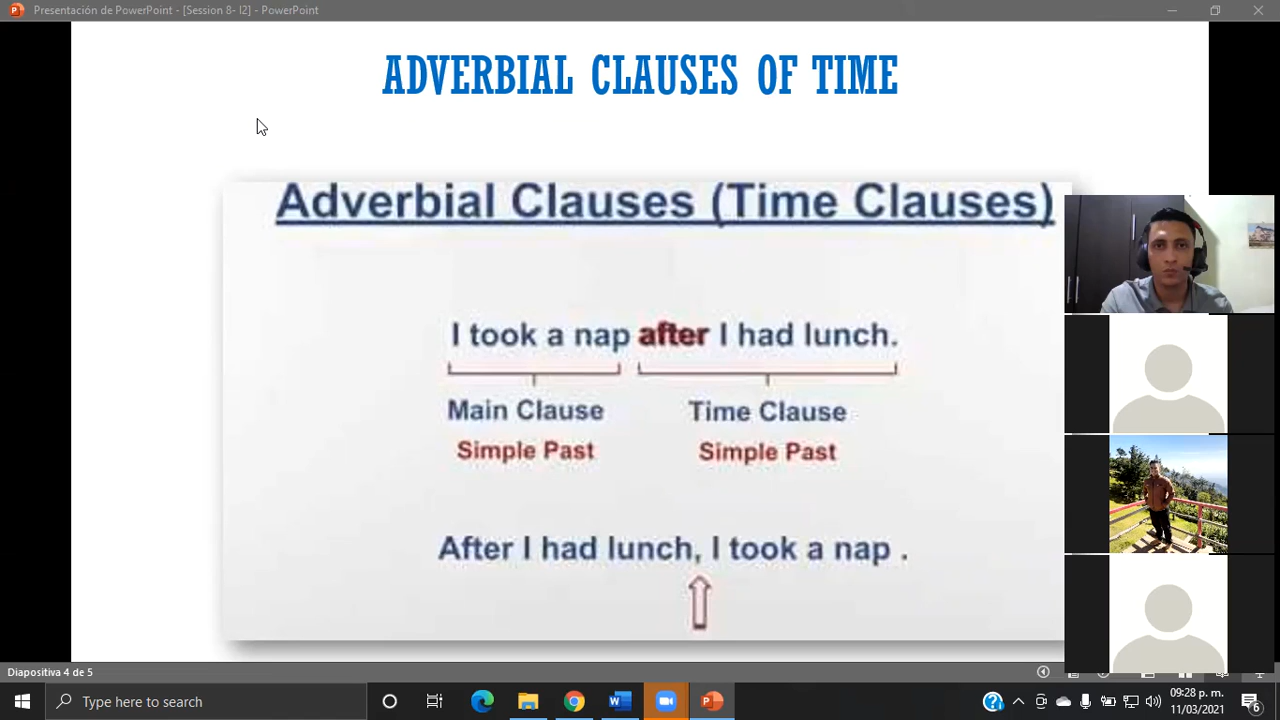 Presentación de PowerPoint - [Session 8- I2] - PowerPoint
ADVERBIAL CLAUSES OF TIME
Adverbial Clauses (Time Clauses)
I took a nap after I had lunch.
Main Clause Time Clause
Simple Past Simple Past
After I had lunch, I took a nap .
Diapositiva 4 de 5
Type here to search
09:28 p. m.
11/03/2021
6